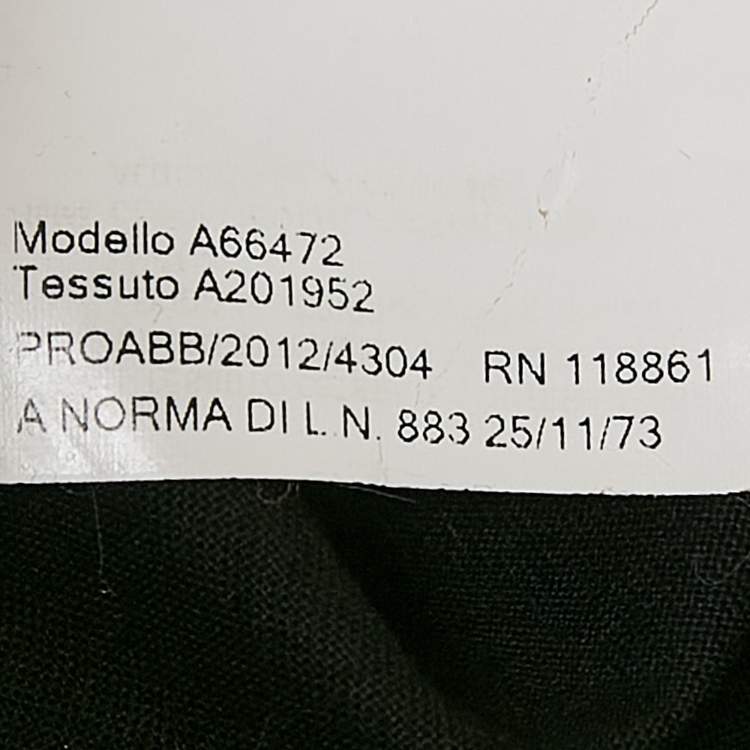 Modello A66472
Tessuto A201952
PROABB/2012/4304 RN 118861
A NORMA DI L.N. 883 25/11/73